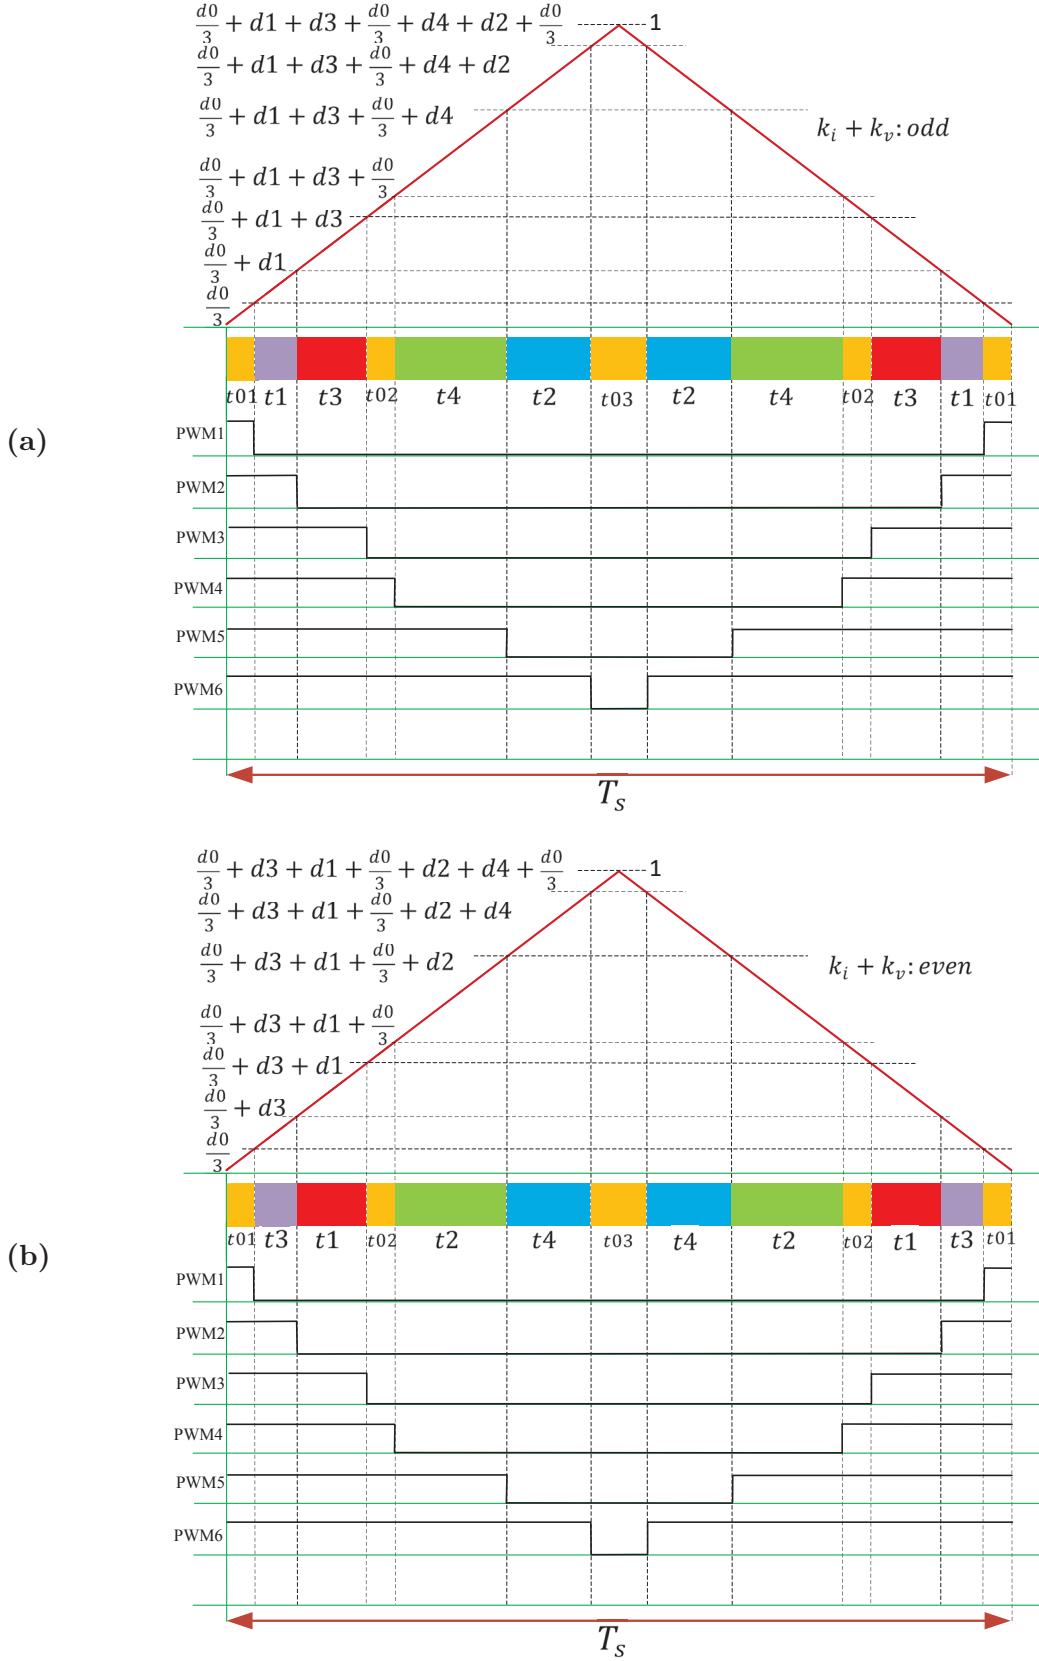 d0/3 + d1 + d3 + d0/3 + d4 + d2 + d0/3
1
d0/3 + d1 + d3 + d0/3 + d4 + d2
d0/3 + d1 + d3 + d0/3 + d4
k_i + k_v: odd
d0/3 + d1 + d3 + d0/3
d0/3 + d1 + d3
d0/3 + d1
d0/3
t01 t1 t3 t02 t4 t2 t03 t2 t4 t02 t3 t1 t01
(a)
PWM1
PWM2
PWM3
PWM4
PWM5
PWM6
T_s
d0/3 + d3 + d1 + d0/3 + d2 + d4 + d0/3
1
d0/3 + d3 + d1 + d0/3 + d2 + d4
d0/3 + d3 + d1 + d0/3 + d2
k_i + k_v: even
d0/3 + d3 + d1 + d0/3
d0/3 + d3 + d1
d0/3 + d3
d0/3
t01 t3 t1 t02 t2 t4 t03 t4 t2 t02 t1 t3 t01
(b)
PWM1
PWM2
PWM3
PWM4
PWM5
PWM6
T_s